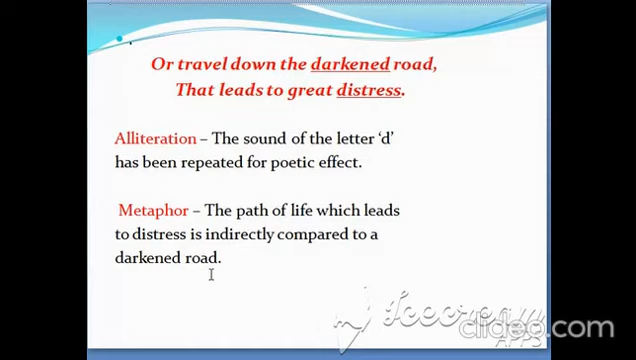 Or travel down the darkened road,
That leads to great distress.
Alliteration – The sound of the letter ‘d’
has been repeated for poetic effect.
Metaphor – The path of life which leads
to distress is indirectly compared to a
darkened road.
Icecream
APPS
clideo.com